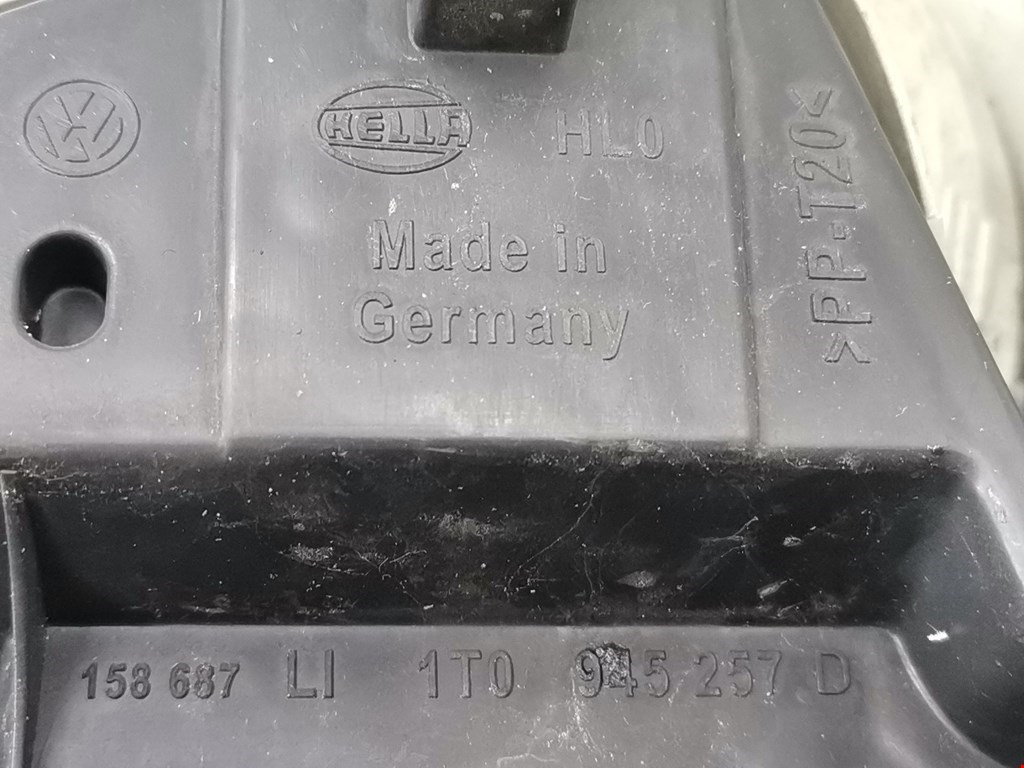 HELLA HL0
Made in
Germany
>PP-T20<
158 687 LI 1T0 945 257 D